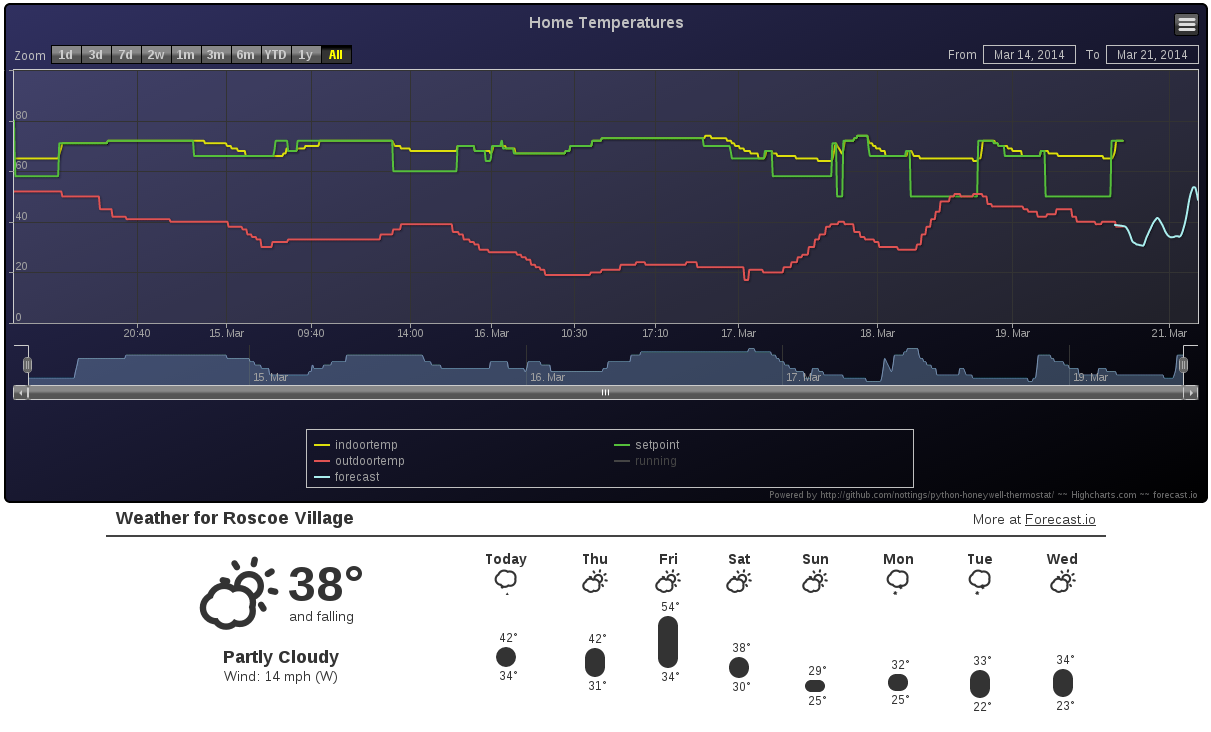 Home Temperatures
Zoom 1d 3d 7d 2w 1m 3m 6m YTD 1y All From Mar 14, 2014 To Mar 21, 2014
80
60
40
20
0
20:40 15. Mar 09:40 14:00 16. Mar 10:30 17:10 17. Mar 18. Mar 19. Mar 21. Mar
15. Mar 16. Mar 17. Mar 19. Mar
indoortemp setpoint
outdoortemp running
forecast
Powered by http://github.com/nottings/python-honeywell-thermostat/ ~~ Highcharts.com ~~ forecast.io
Weather for Roscoe Village More at Forecast.io
Today Thu Fri Sat Sun Mon Tue Wed
38°
and falling
Partly Cloudy
Wind: 14 mph (W)
42° 42° 54° 38° 29° 32° 33° 34°
34° 31° 34° 30° 25° 25° 22° 23°